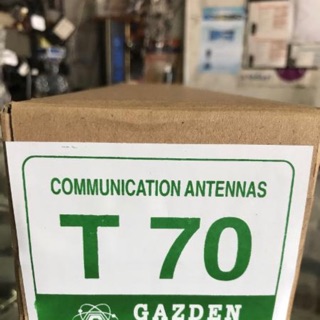 COMMUNICATION ANTENNAS
T 70
GAZDEN